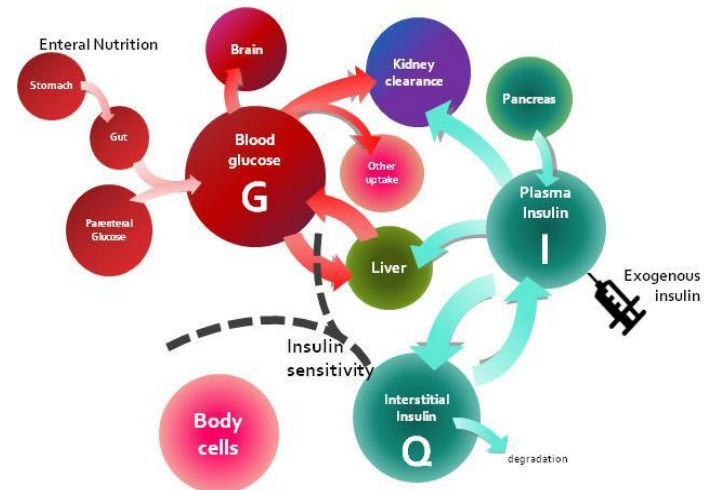 Enteral Nutrition
Stomach
Gut
Parenteral
Glucose
Brain
Blood
glucose
G
Kidney
clearance
Other
uptake
Pancreas
Plasma
Insulin
I
Liver
Exogenous
insulin
Insulin
sensitivity
Interstitial
Insulin
Q
Body
cells
degradation